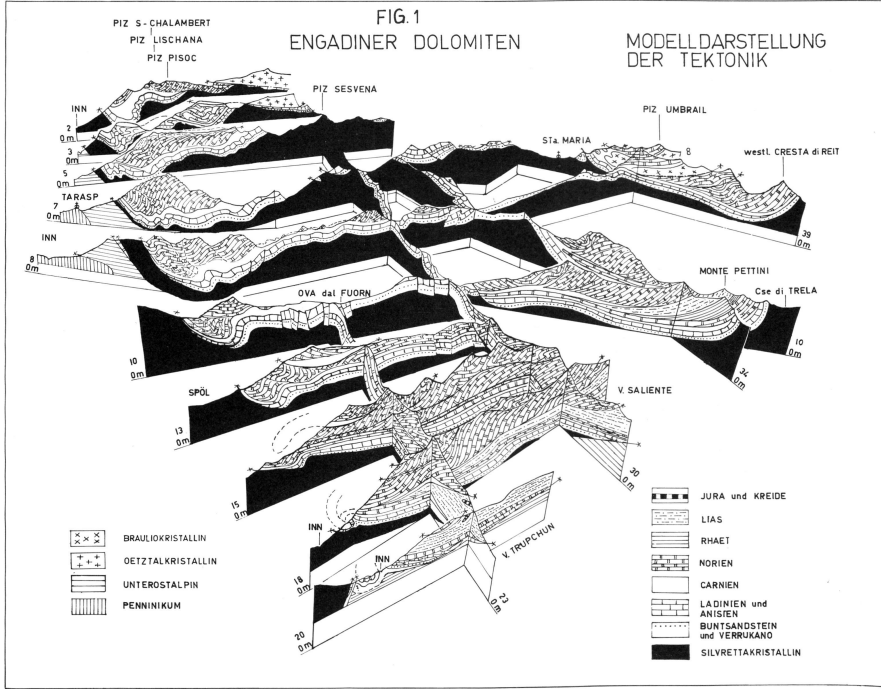 FIG. 1
ENGADINER DOLOMITEN
MODELLDARSTELLUNG
DER TEKTONIK
PIZ S-CHALAMBERT
PIZ LISCHANA
PIZ PISOC
PIZ SESVENA
INN
2
0 m
3
0 m
5
0 m
TARASP
7
0 m
INN
8
0 m
STa. MARIA
PIZ UMBRAIL
8
westl. CRESTA di REIT
39
0 m
MONTE PETTINI
Cse di TRELA
10
0 m
34
0 m
OVA dal FUORN
10
0 m
SPÖL
13
0 m
V. SALIENTE
30
0 m
15
0 m
INN
18
0 m
INN
V. TRUPCHUN
20
0 m
23
0 m
BRAULIOKRISTALLIN
OETZTALKRISTALLIN
UNTEROSTALPIN
PENNINIKUM
JURA und KREIDE
LIAS
RHAET
NORIEN
CARNIEN
LADINIEN und
ANISIEN
BUNTSANDSTEIN
und VERRUKANO
SILVRETTAKRISTALLIN